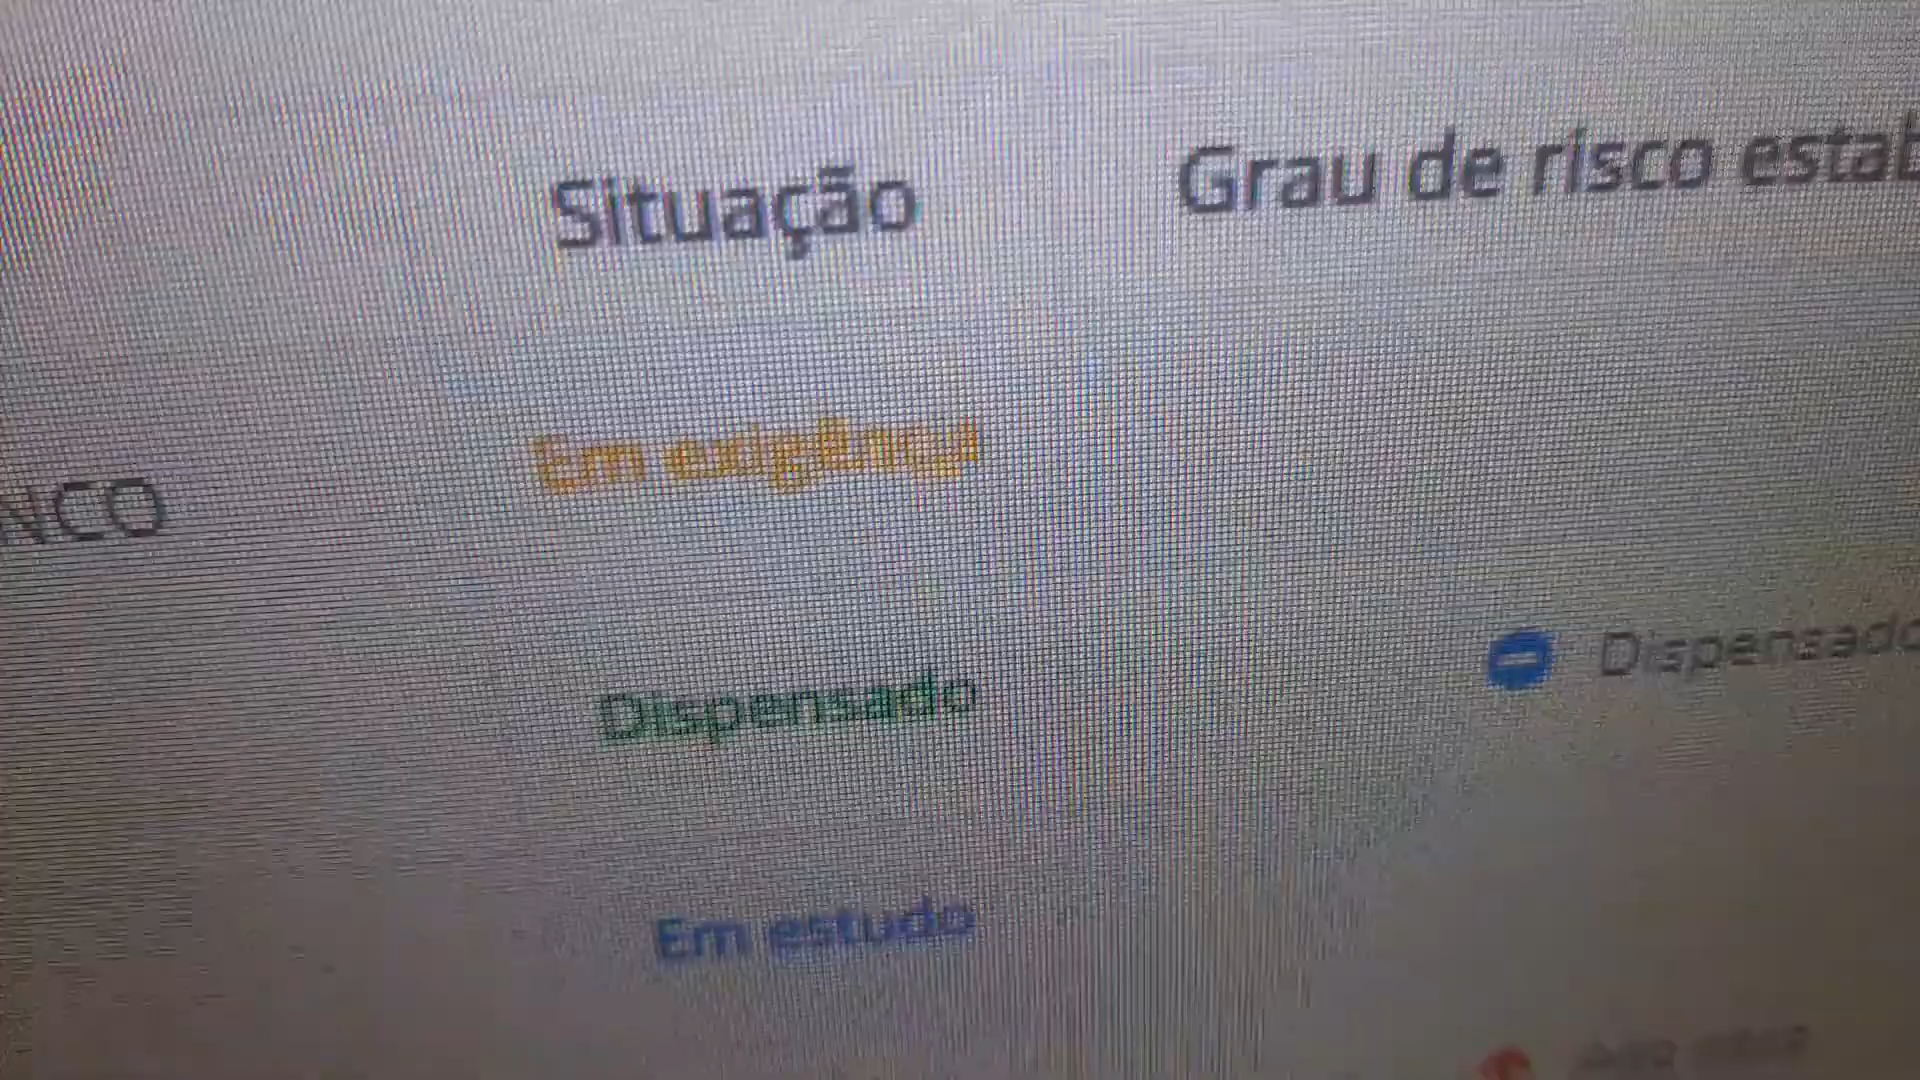 Situação Grau de risco estab
NCO Em exigência
Dispensado Dispensado
Em estudo